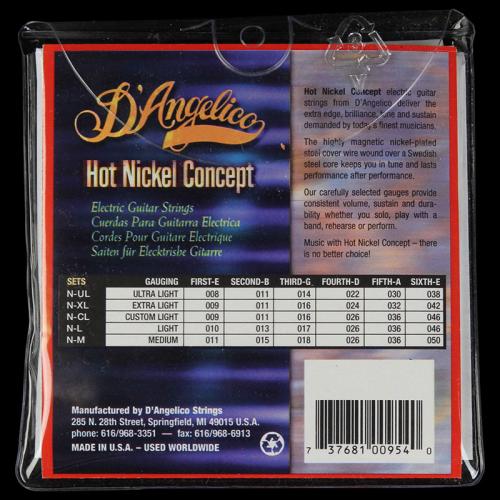 D'Angelico
Hot Nickel Concept
Electric Guitar Strings
Cuerdas Para Guitarra Electrica
Cordes Pour Guitare Electrique
Saiten für Elecktrishe Gitarre
Hot Nickel Concept electric guitar
strings from D'Angelico deliver the
extra edge, brilliance, tone and sustain
demanded by today's finest musicians.
The highly magnetic nickel-plated
steel cover wire wound over a Swedish
steel core keeps you in tune and lasts
performance after performance.
Our carefully selected gauges provide
consistent volume, sustain and dura-
bility whether you solo, play with a
band, rehearse or perform.
Music with Hot Nickel Concept – there
is no better choice!
SETS GAUGING FIRST-E SECOND-B THIRD-G FOURTH-D FIFTH-A SIXTH-E
N-UL ULTRA LIGHT 008 011 014 022 030 038
N-XL EXTRA LIGHT 009 011 016 024 032 042
N-CL CUSTOM LIGHT 009 011 016 026 036 046
N-L LIGHT 010 013 017 026 036 046
N-M MEDIUM 011 015 018 026 036 050
Manufactured by D'Angelico Strings
285 N. 28th Street, Springfield, MI 49015 U.S.A.
phone: 616/968-3351 — fax: 616/968-6913
MADE IN U.S.A. - USED WORLDWIDE
7 37681 00954 0